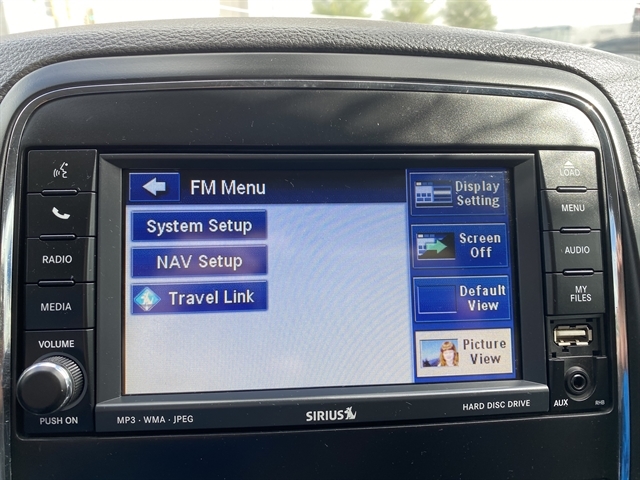 FM Menu
System Setup
NAV Setup
Travel Link
Display
Setting
Screen
Off
Default
View
Picture
View
RADIO
MEDIA
VOLUME
PUSH ON
LOAD
MENU
AUDIO
MY
FILES
AUX
RHB
MP3 · WMA · JPEG
SIRIUS
HARD DISC DRIVE